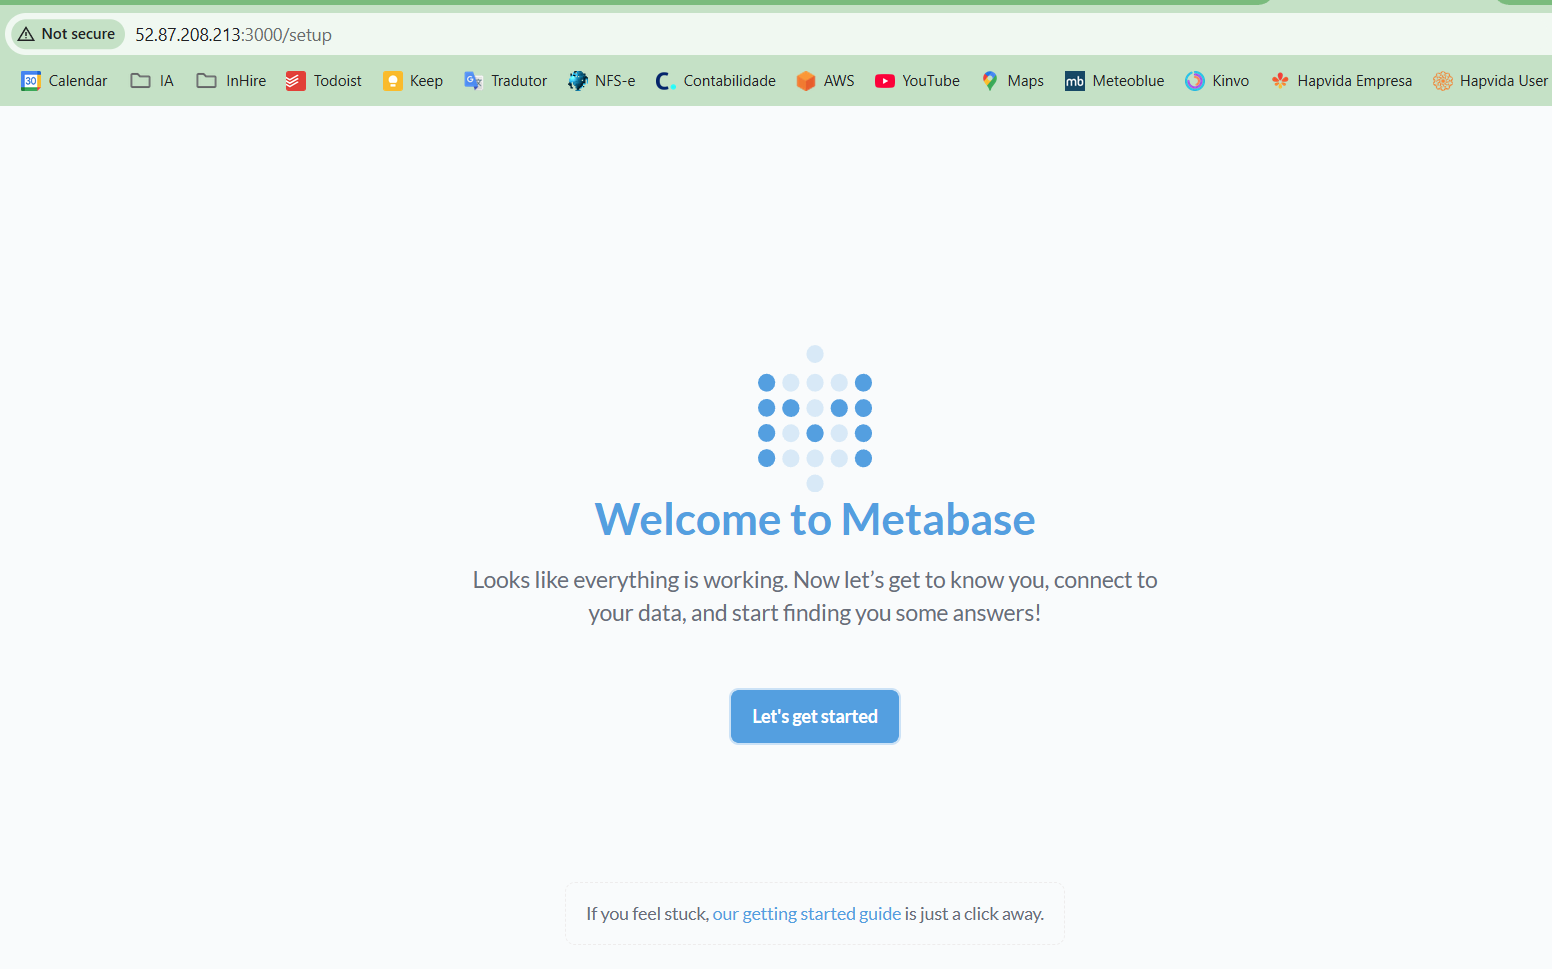 Not secure 52.87.208.213:3000/setup
30 Calendar IA InHire Todoist Keep G Tradutor NFS-e C. Contabilidade AWS YouTube Maps mb Meteoblue Kinvo Hapvida Empresa Hapvida User
Welcome to Metabase
Looks like everything is working. Now let’s get to know you, connect to
your data, and start finding you some answers!
Let's get started
If you feel stuck, our getting started guide is just a click away.